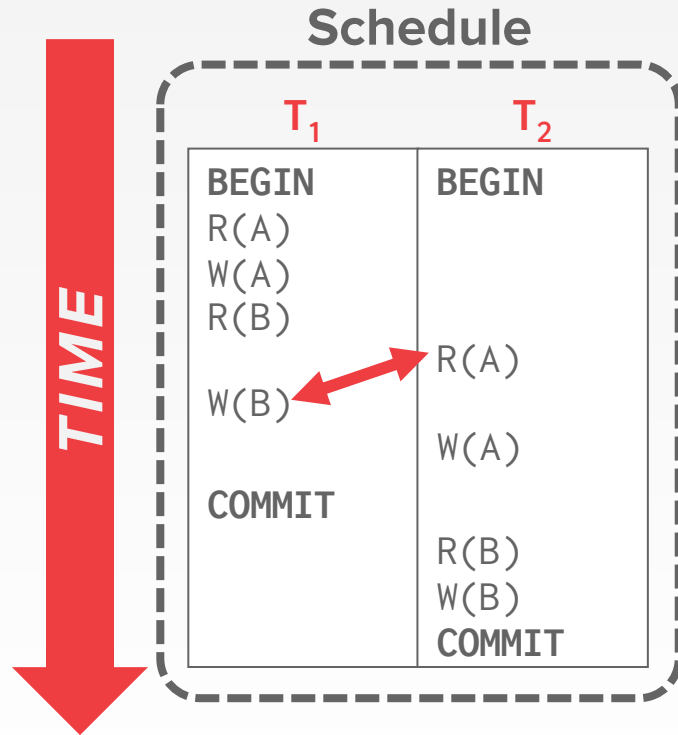 Schedule
TIME
T₁ T₂
BEGIN BEGIN
R(A)
W(A)
R(B)
R(A)
W(B)
W(A)
COMMIT
R(B)
W(B)
COMMIT